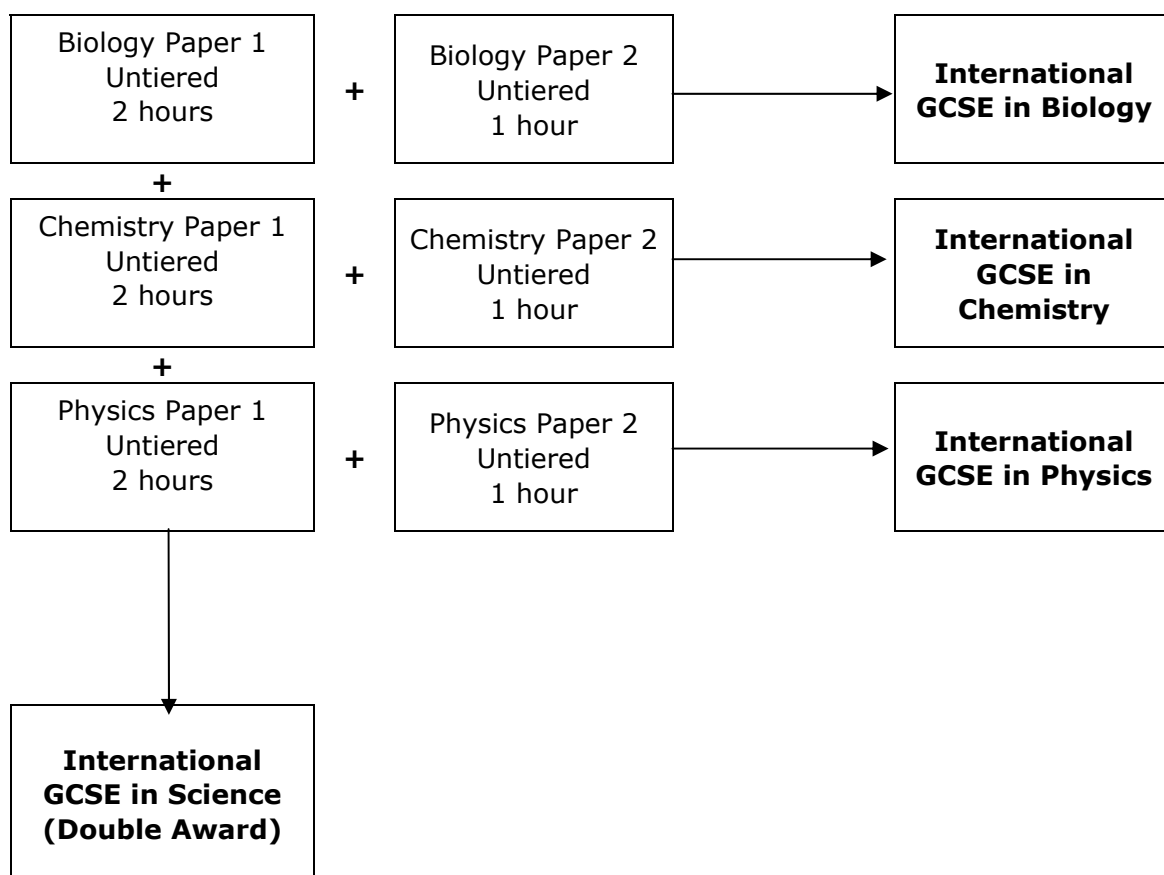 Biology Paper 1
Untiered
2 hours
+
Biology Paper 2
Untiered
1 hour
International
GCSE in Biology
+
Chemistry Paper 1
Untiered
2 hours
+
Chemistry Paper 2
Untiered
1 hour
International
GCSE in
Chemistry
+
Physics Paper 1
Untiered
2 hours
+
Physics Paper 2
Untiered
1 hour
International
GCSE in Physics
International
GCSE in Science
(Double Award)